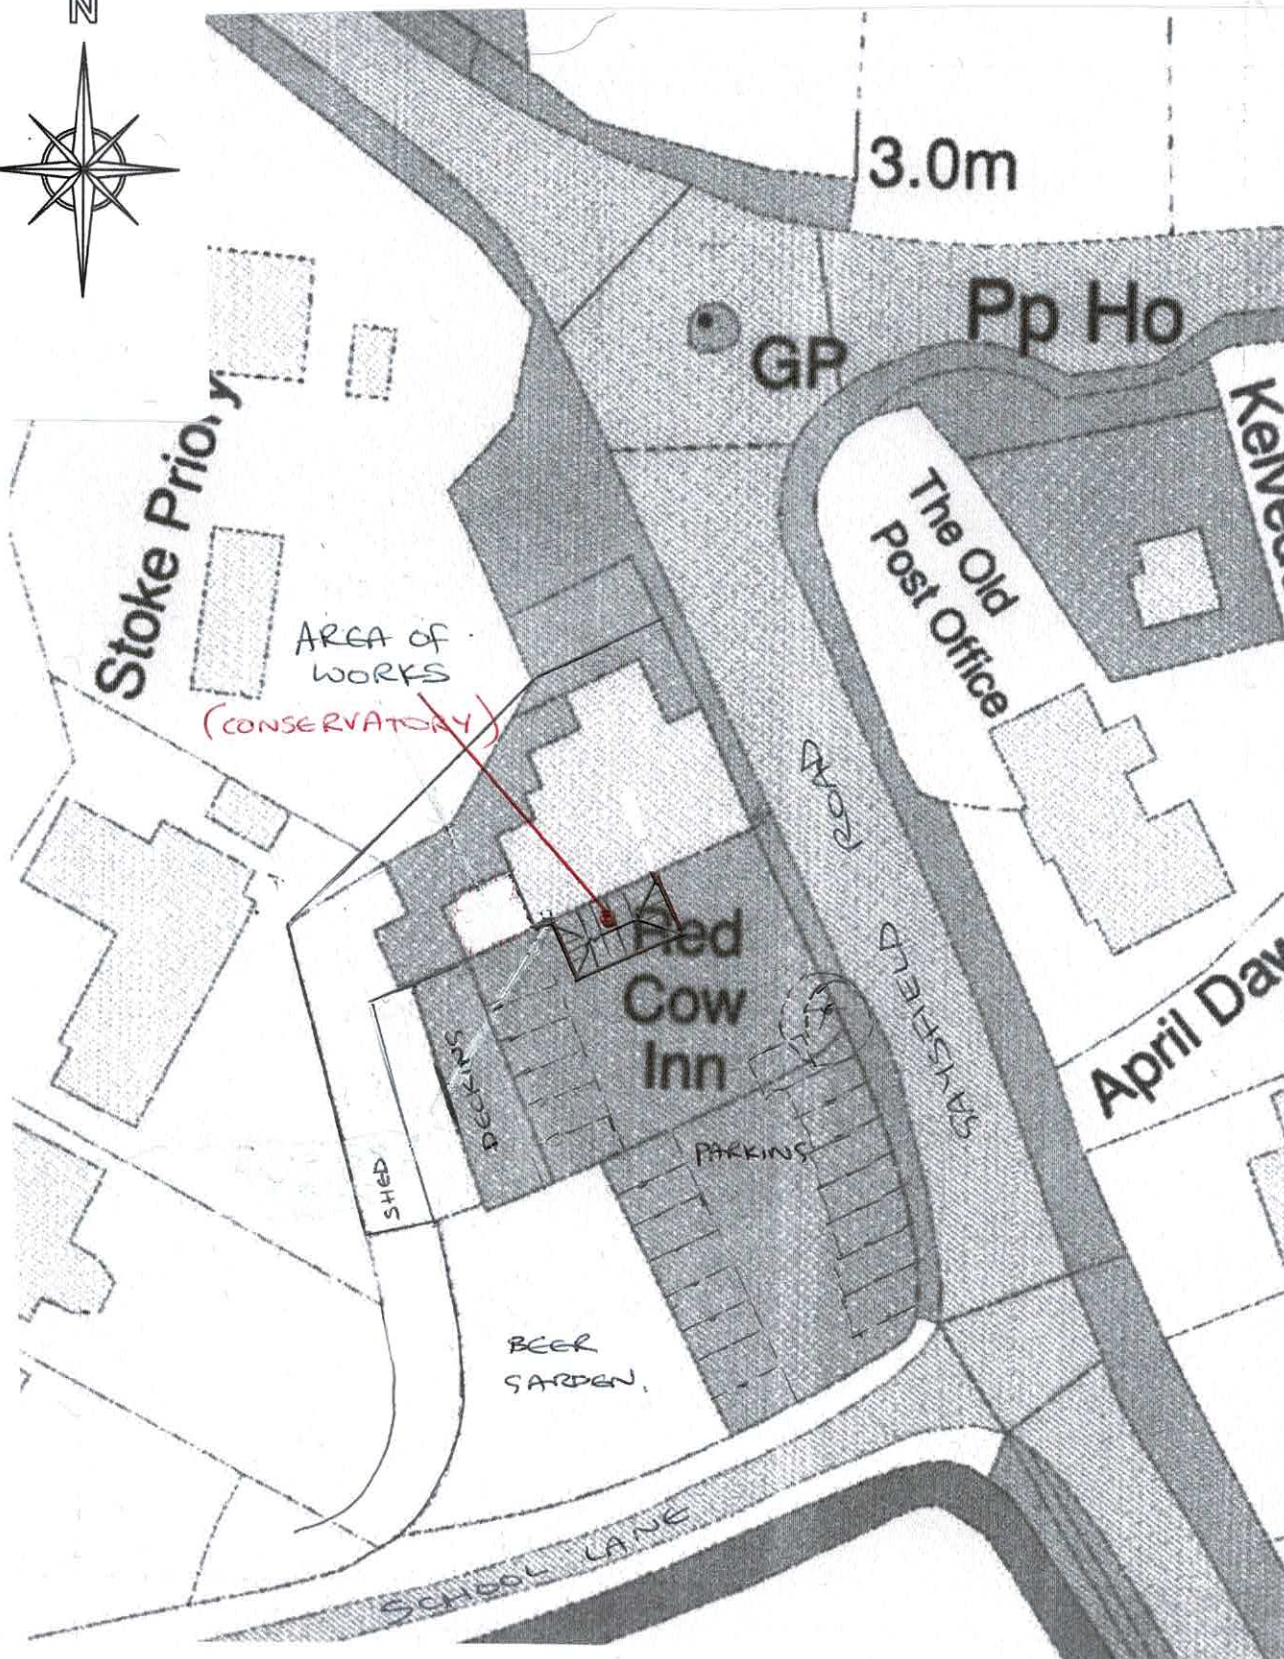 N
3.0m
Pp Ho
GP
Stoke Priory
The Old
Post Office
AREA OF
WORKS
(CONSERVATORY)
ROAD
GAYSFIELD
Red
Cow
Inn
April Daw
DECKING
PARKING
SHED
BEER
GARDEN.
SCHOOL LANE